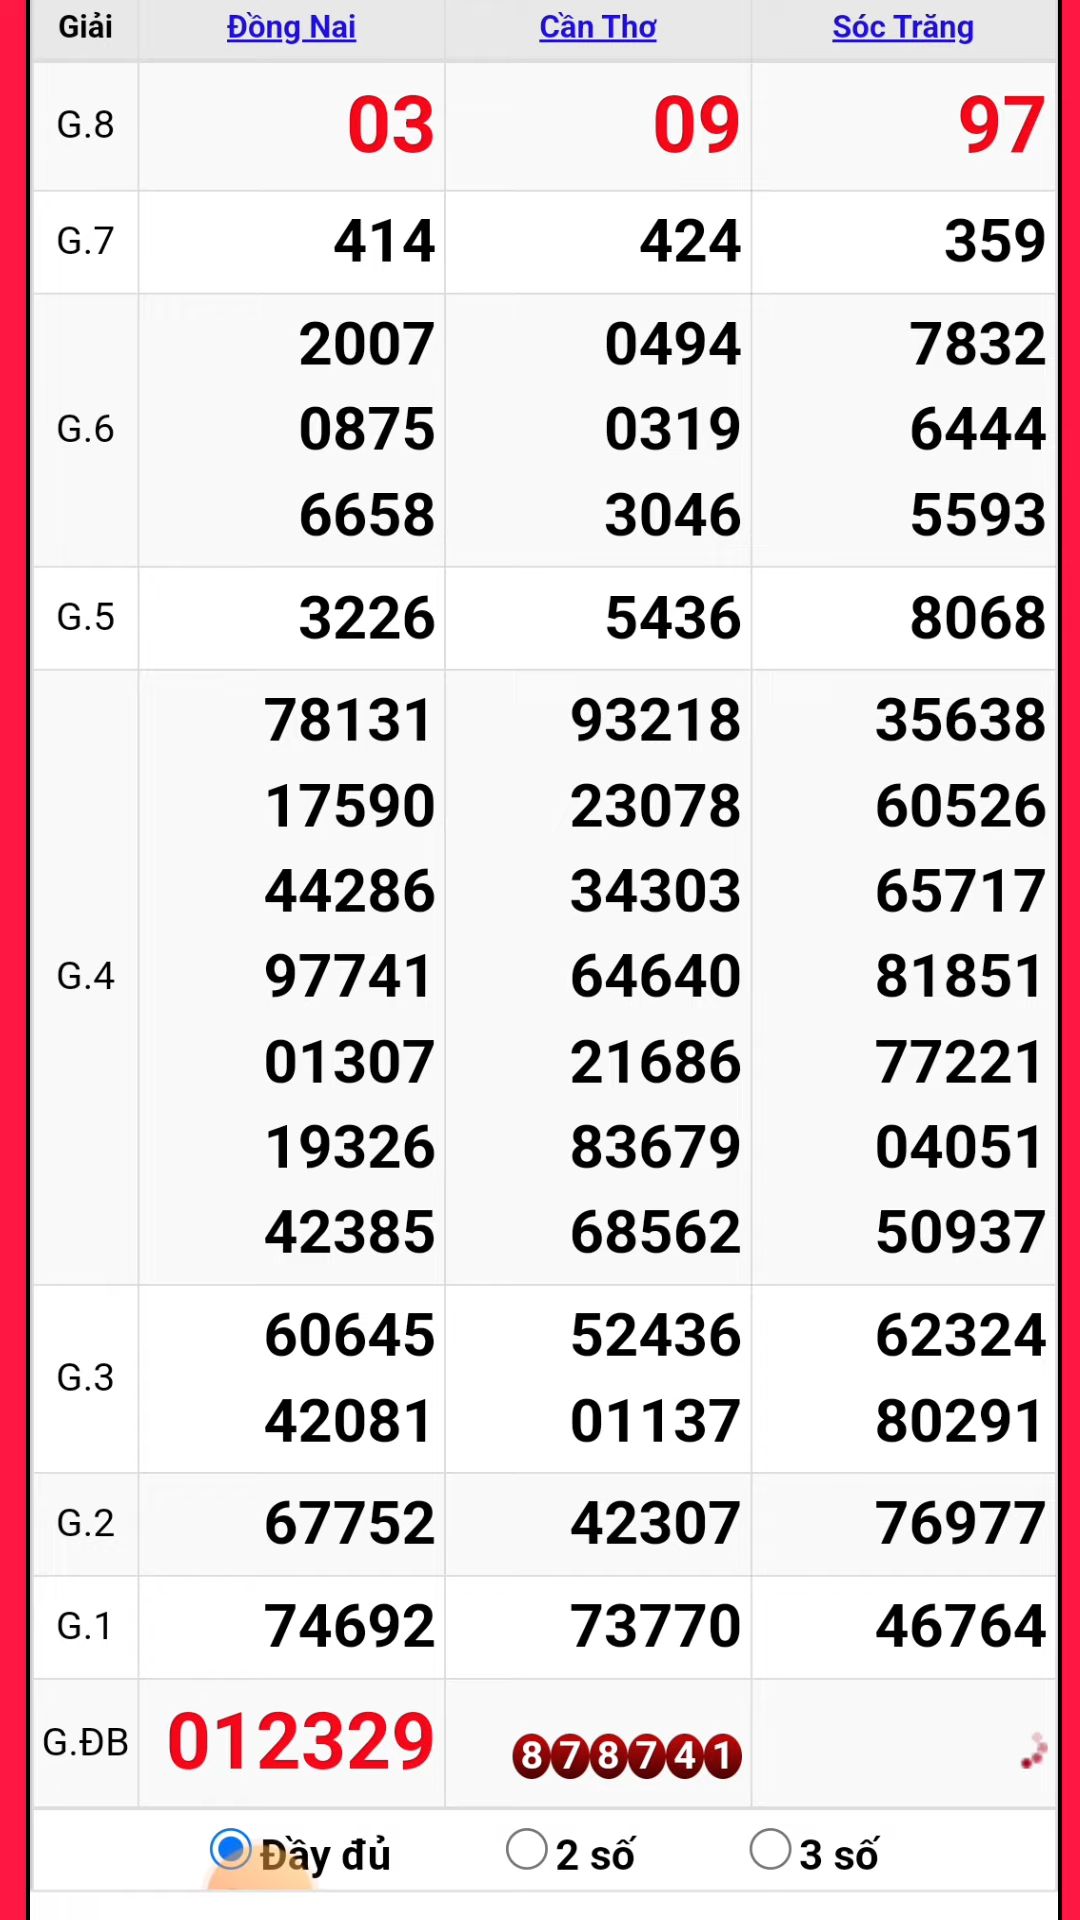 Giải Đồng Nai Cần Thơ Sóc Trăng
G.8 03 09 97
G.7 414 424 359
2007 0494 7832
G.6 0875 0319 6444
6658 3046 5593
G.5 3226 5436 8068
78131 93218 35638
17590 23078 60526
44286 34303 65717
G.4 97741 64640 81851
01307 21686 77221
19326 83679 04051
42385 68562 50937
G.3 60645 52436 62324
42081 01137 80291
G.2 67752 42307 76977
G.1 74692 73770 46764
G.ĐB 012329 878741
Đầy đủ 2 số 3 số